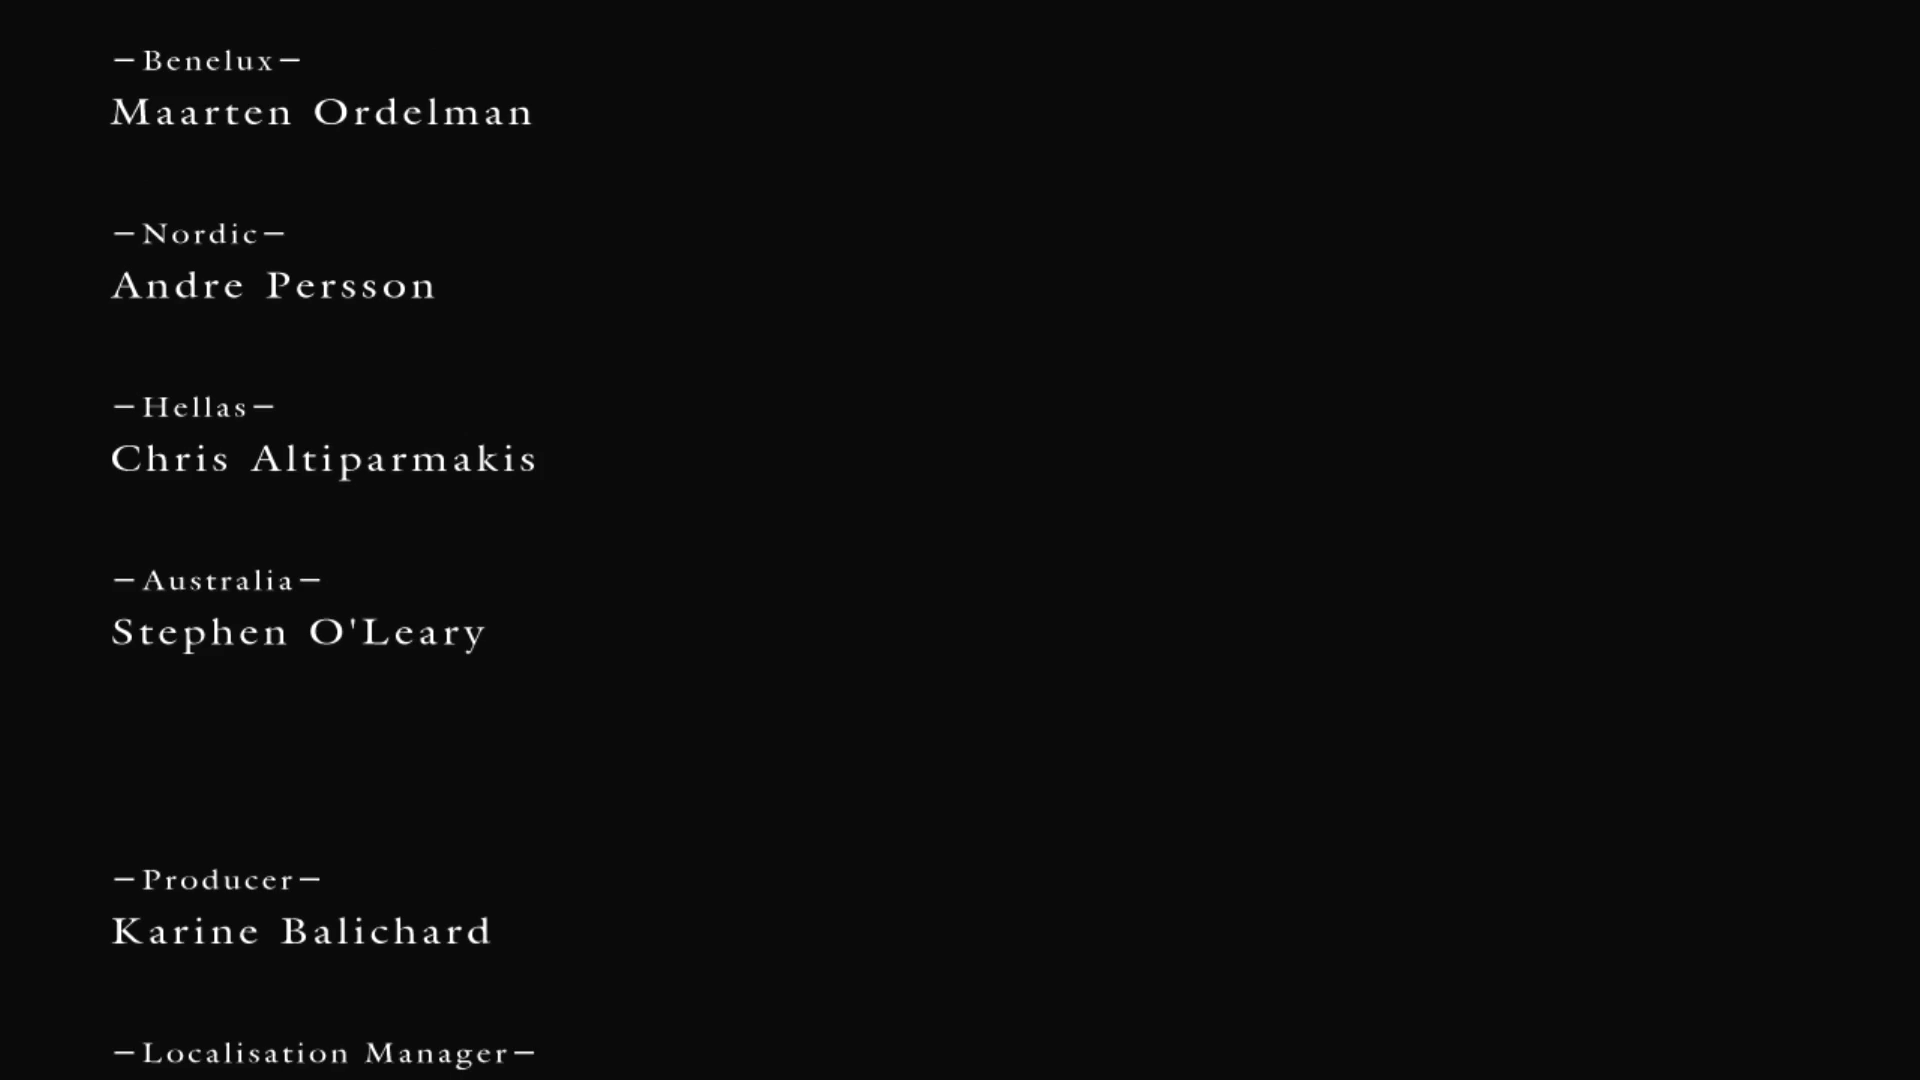 –Benelux–
Maarten Ordelman
–Nordic–
Andre Persson
–Hellas–
Chris Altiparmakis
–Australia–
Stephen O'Leary
–Producer–
Karine Balichard
–Localisation Manager–